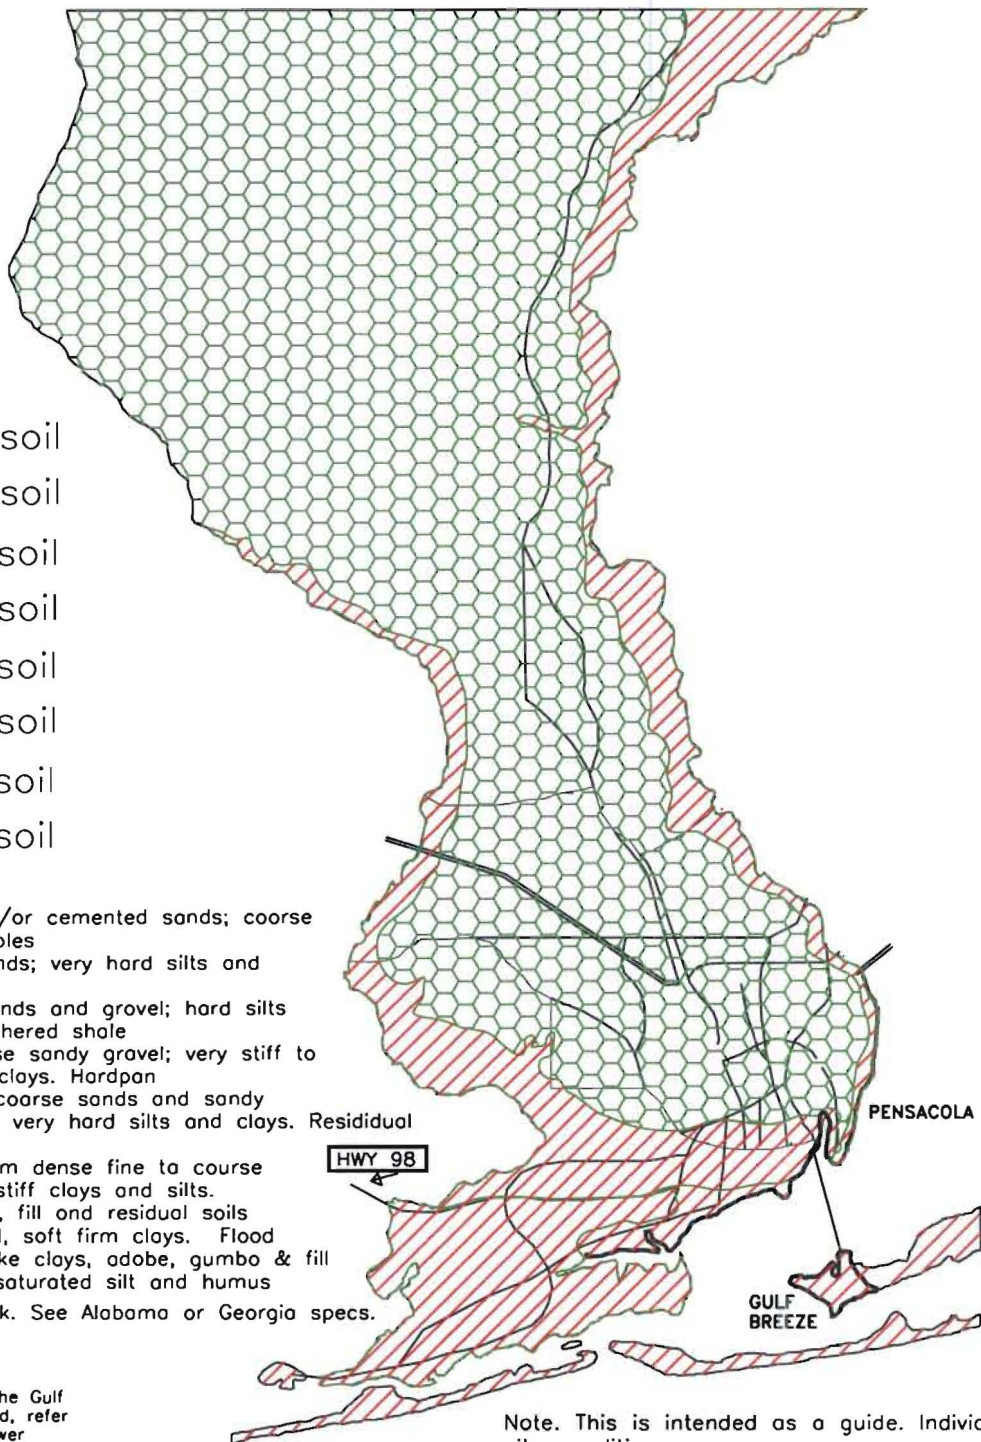 soil
soil
soil
soil
soil
soil
soil
soil
/or cemented sands; coorse
oles
nds; very hard silts and
nds and grovel; hard silts
thered shale
se sandy gravel; very stiff to
clays. Hardpan
coarse sands and sandy
very hard silts and clays. Resididual
m dense fine to course
stiff clays and silts.
, fill ond residual soils
l, soft firm clays. Flood
ke clays, adobe, gumbo & fill
saturated silt and humus
k. See Alabama or Georgia specs.
HWY 98
PENSACOLA
GULF
BREEZE
he Gulf
d, refer
wer
Note. This is intended as a guide. Individ